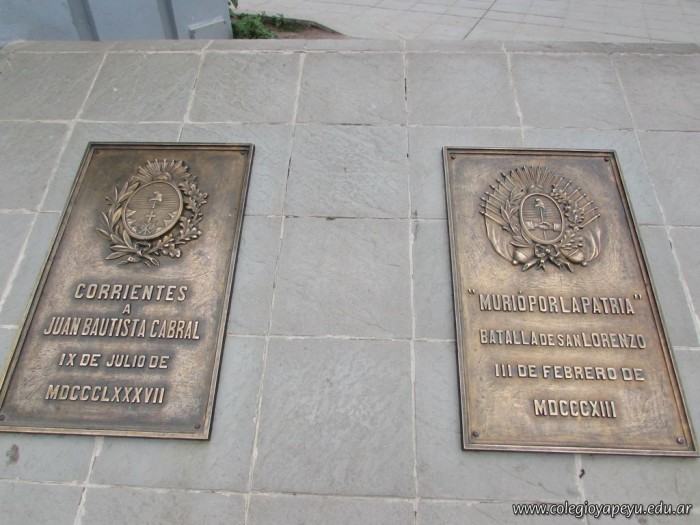 CORRIENTES
A
JUAN BAUTISTA CABRAL
IX DE JULIO DE
MDCCCLXXXVII
"MURIÓ POR LA PATRIA"
BATALLA DE SAN LORENZO
III DE FEBRERO DE
MDCCCXIII
www.colegioyapeyu.com.ar